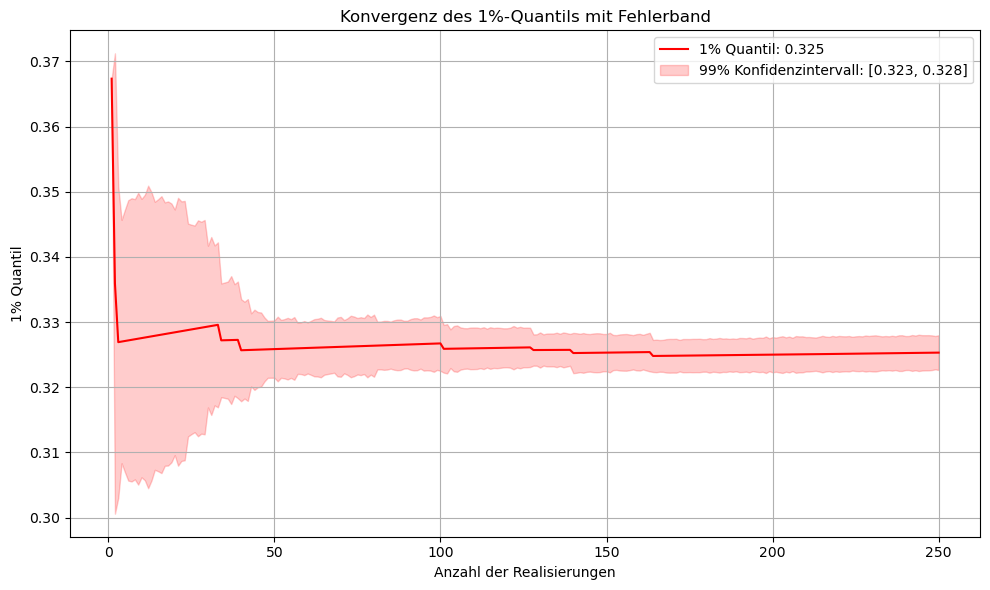 Konvergenz des 1%-Quantils mit Fehlerband
1% Quantil: 0.325
99% Konfidenzintervall: [0.323, 0.328]
0.37
0.36
0.35
0.34
0.33
0.32
0.31
0.30
1% Quantil
0 50 100 150 200 250
Anzahl der Realisierungen